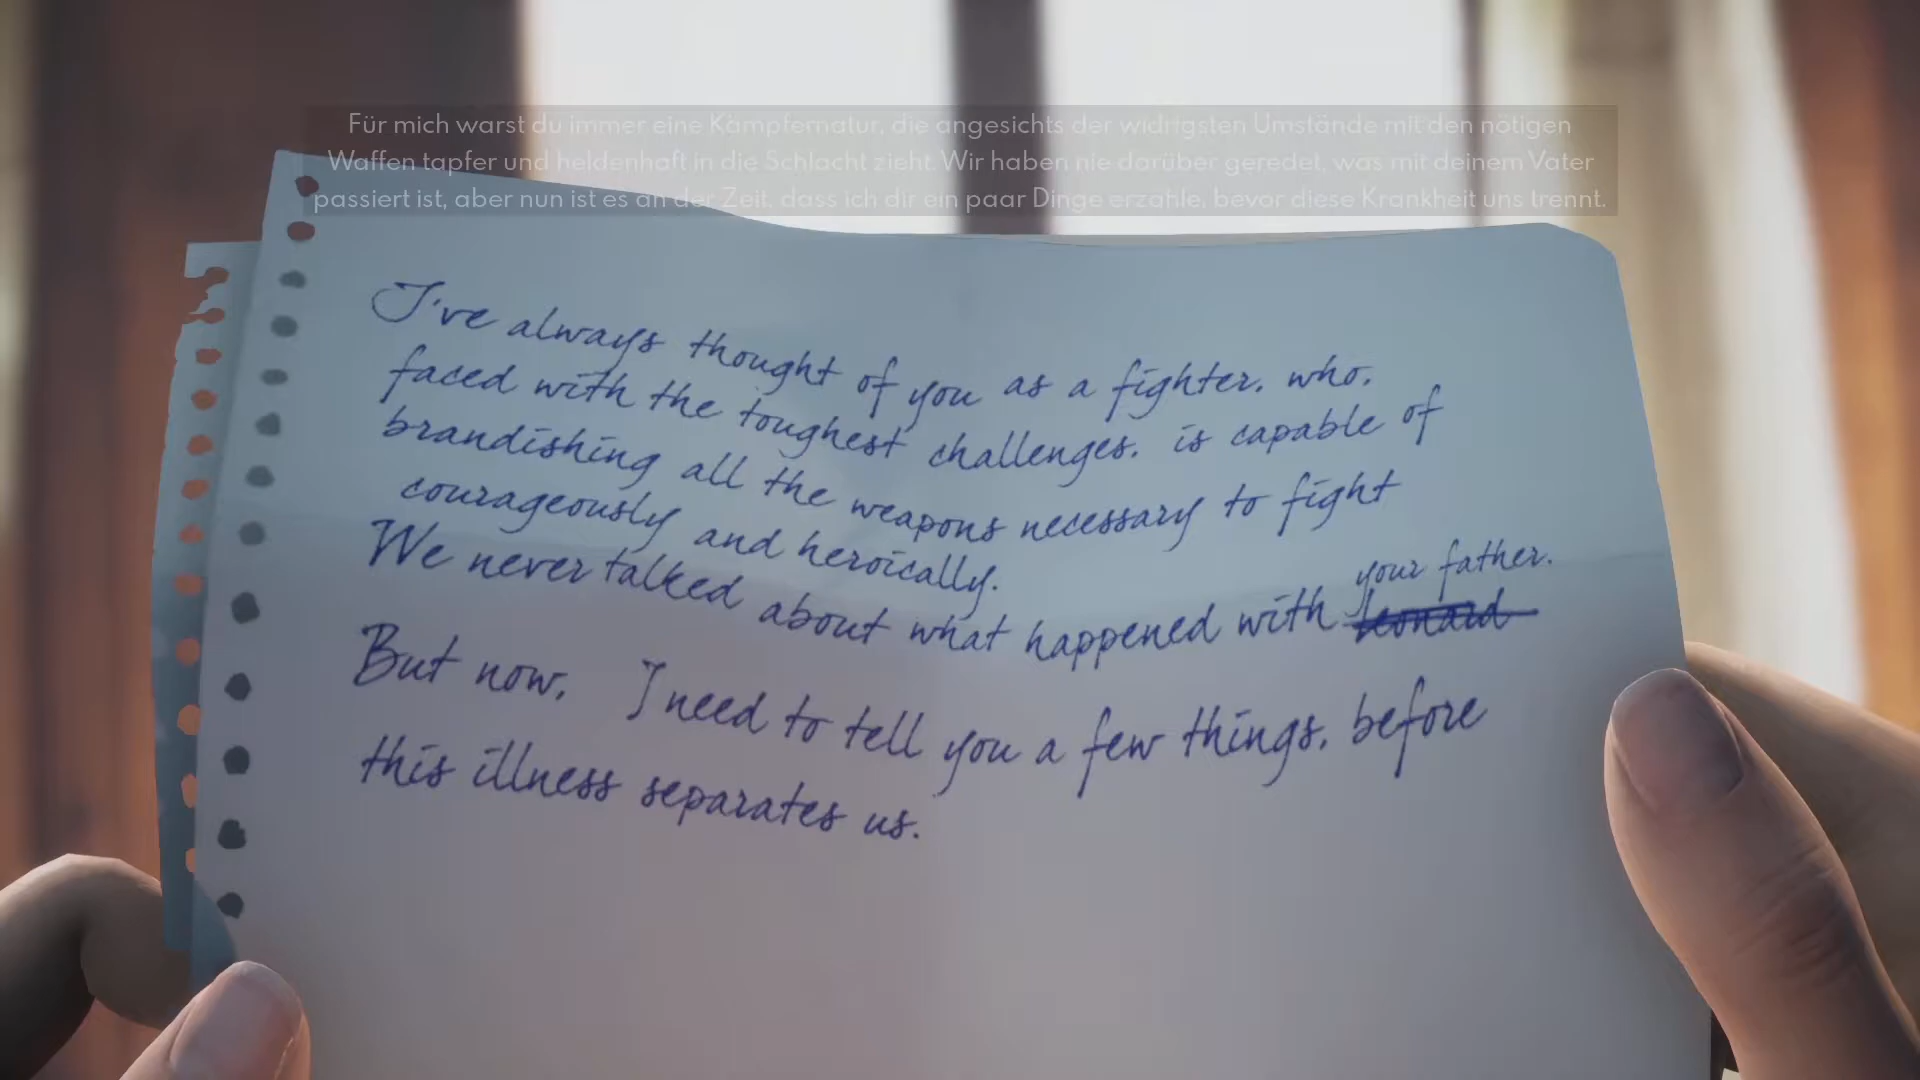 Für mich warst du immer eine Kämpfernatur, die angesichts der widrigsten Umstände mit den nötigen
Waffen tapfer und heldenhaft in die Schlacht zieht. Wir haben nie darüber geredet, was mit deinem Vater
passiert ist, aber nun ist es an der Zeit, dass ich dir ein paar Dinge erzähle, bevor diese Krankheit uns trennt.
I've always thought of you as a fighter, who,
faced with the toughest challenges, is capable of
brandishing all the weapons necessary to fight
courageously and heroically.
We never talked about what happened with leonard your father.
But now, I need to tell you a few things, before
this illness separates us.